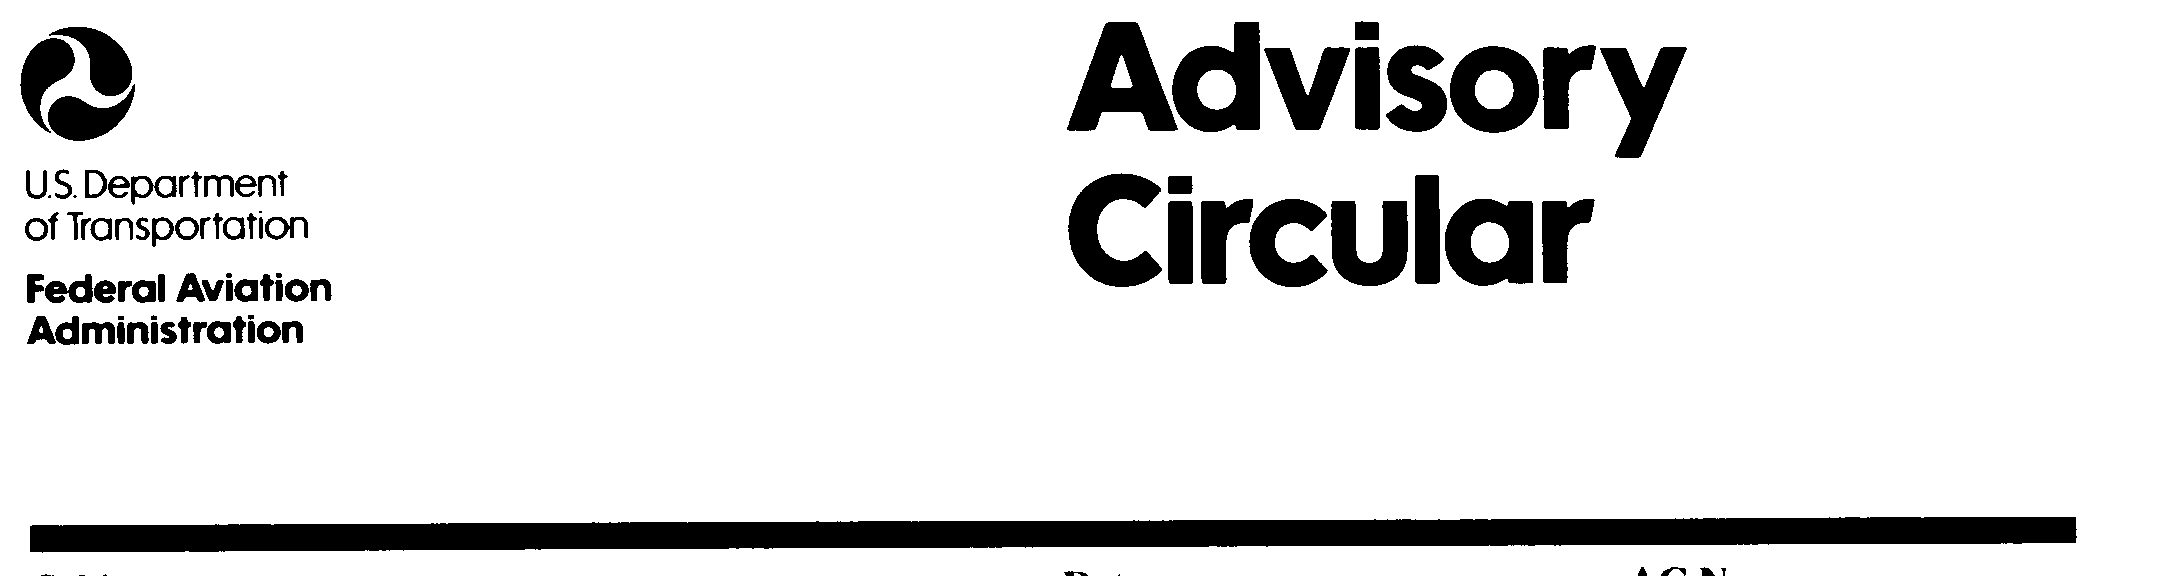 U.S. Department
of Transportation
Federal Aviation
Administration
Advisory
Circular